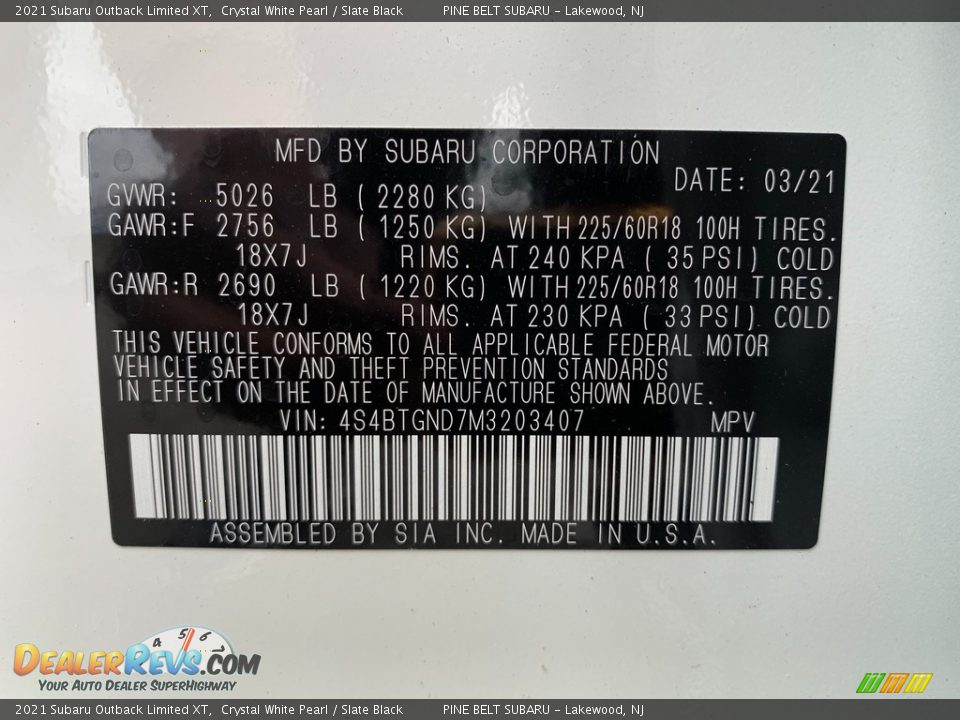 2021 Subaru Outback Limited XT, Crystal White Pearl / Slate Black PINE BELT SUBARU - Lakewood, NJ
MFD BY SUBARU CORPORATION
DATE: 03/21
GVWR: 5026 LB ( 2280 KG)
GAWR:F 2756 LB ( 1250 KG) WITH 225/60R18 100H TIRES.
18X7J RIMS. AT 240 KPA ( 35 PSI) COLD
GAWR:R 2690 LB ( 1220 KG) WITH 225/60R18 100H TIRES.
18X7J RIMS. AT 230 KPA ( 33 PSI) COLD
THIS VEHICLE CONFORMS TO ALL APPLICABLE FEDERAL MOTOR
VEHICLE SAFETY AND THEFT PREVENTION STANDARDS
IN EFFECT ON THE DATE OF MANUFACTURE SHOWN ABOVE.
VIN: 4S4BTGND7M3203407 MPV
ASSEMBLED BY SIA INC. MADE IN U.S.A.
4 5 6 7
DEALERREVS.COM
YOUR AUTO DEALER SUPERHIGHWAY
2021 Subaru Outback Limited XT, Crystal White Pearl / Slate Black PINE BELT SUBARU - Lakewood, NJ